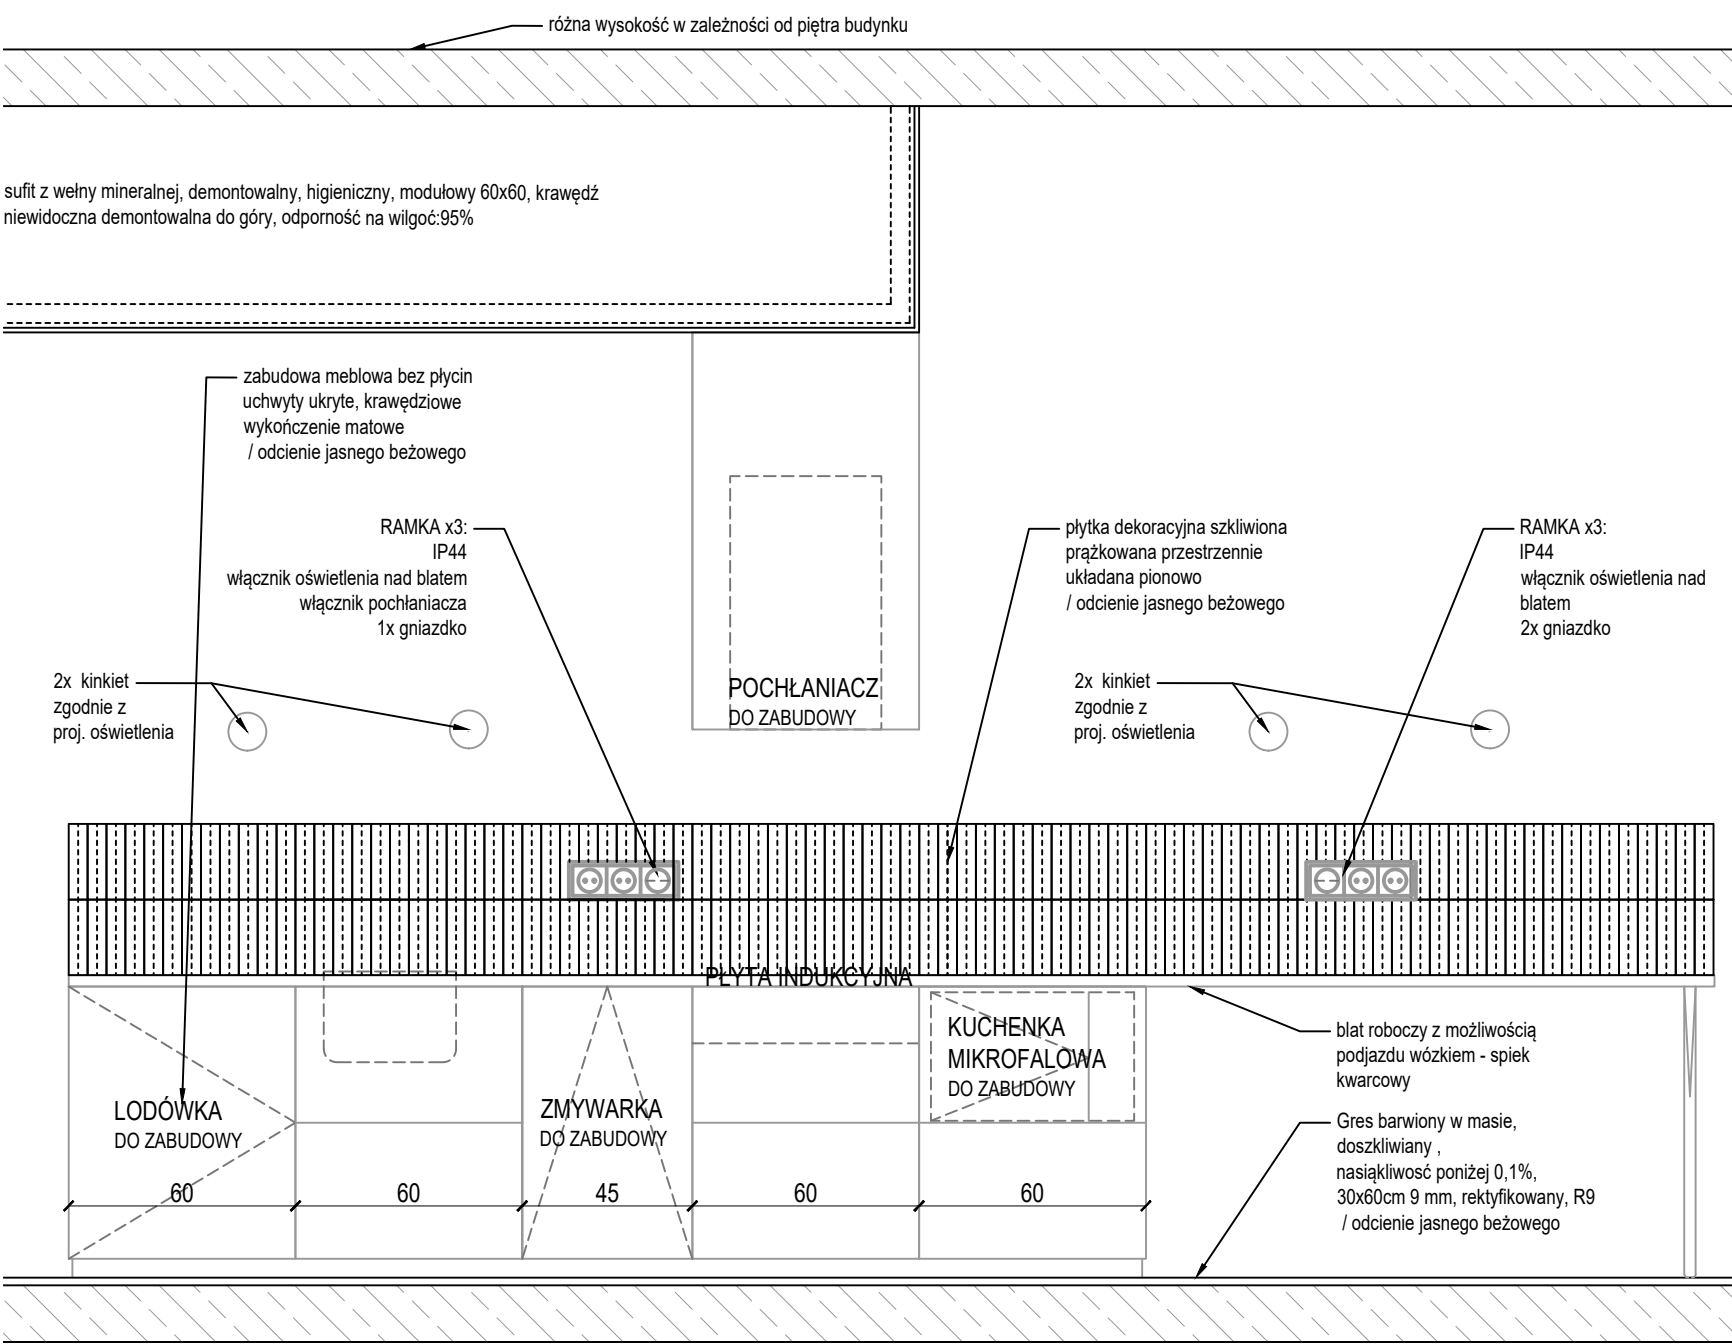 różna wysokość w zależności od piętra budynku
sufit z wełny mineralnej, demontowalny, higieniczny, modułowy 60x60, krawędź
niewidoczna demontowalna do góry, odporność na wilgoć:95%
zabudowa meblowa bez płycin
uchwyty ukryte, krawędziowe
wykończenie matowe
/ odcienie jasnego beżowego
RAMKA x3:
IP44
włącznik oświetlenia nad blatem
włącznik pochłaniacza
1x gniazdko
płytka dekoracyjna szkliwiona
prążkowana przestrzennie
układana pionowo
/ odcienie jasnego beżowego
RAMKA x3:
IP44
włącznik oświetlenia nad
blatem
2x gniazdko
2x kinkiet
zgodnie z
proj. oświetlenia
POCHŁANIACZ
DO ZABUDOWY
2x kinkiet
zgodnie z
proj. oświetlenia
PŁYTA INDUKCYJNA
KUCHENKA
MIKROFALOWA
DO ZABUDOWY
blat roboczy z możliwością
podjazdu wózkiem - spiek
kwarcowy
LODÓWKA
DO ZABUDOWY
ZMYWARKA
DO ZABUDOWY
Gres barwiony w masie,
doszkliwiany ,
nasiąkliwosć poniżej 0,1%,
30x60cm 9 mm, rektyfikowany, R9
/ odcienie jasnego beżowego
60
60
45
60
60